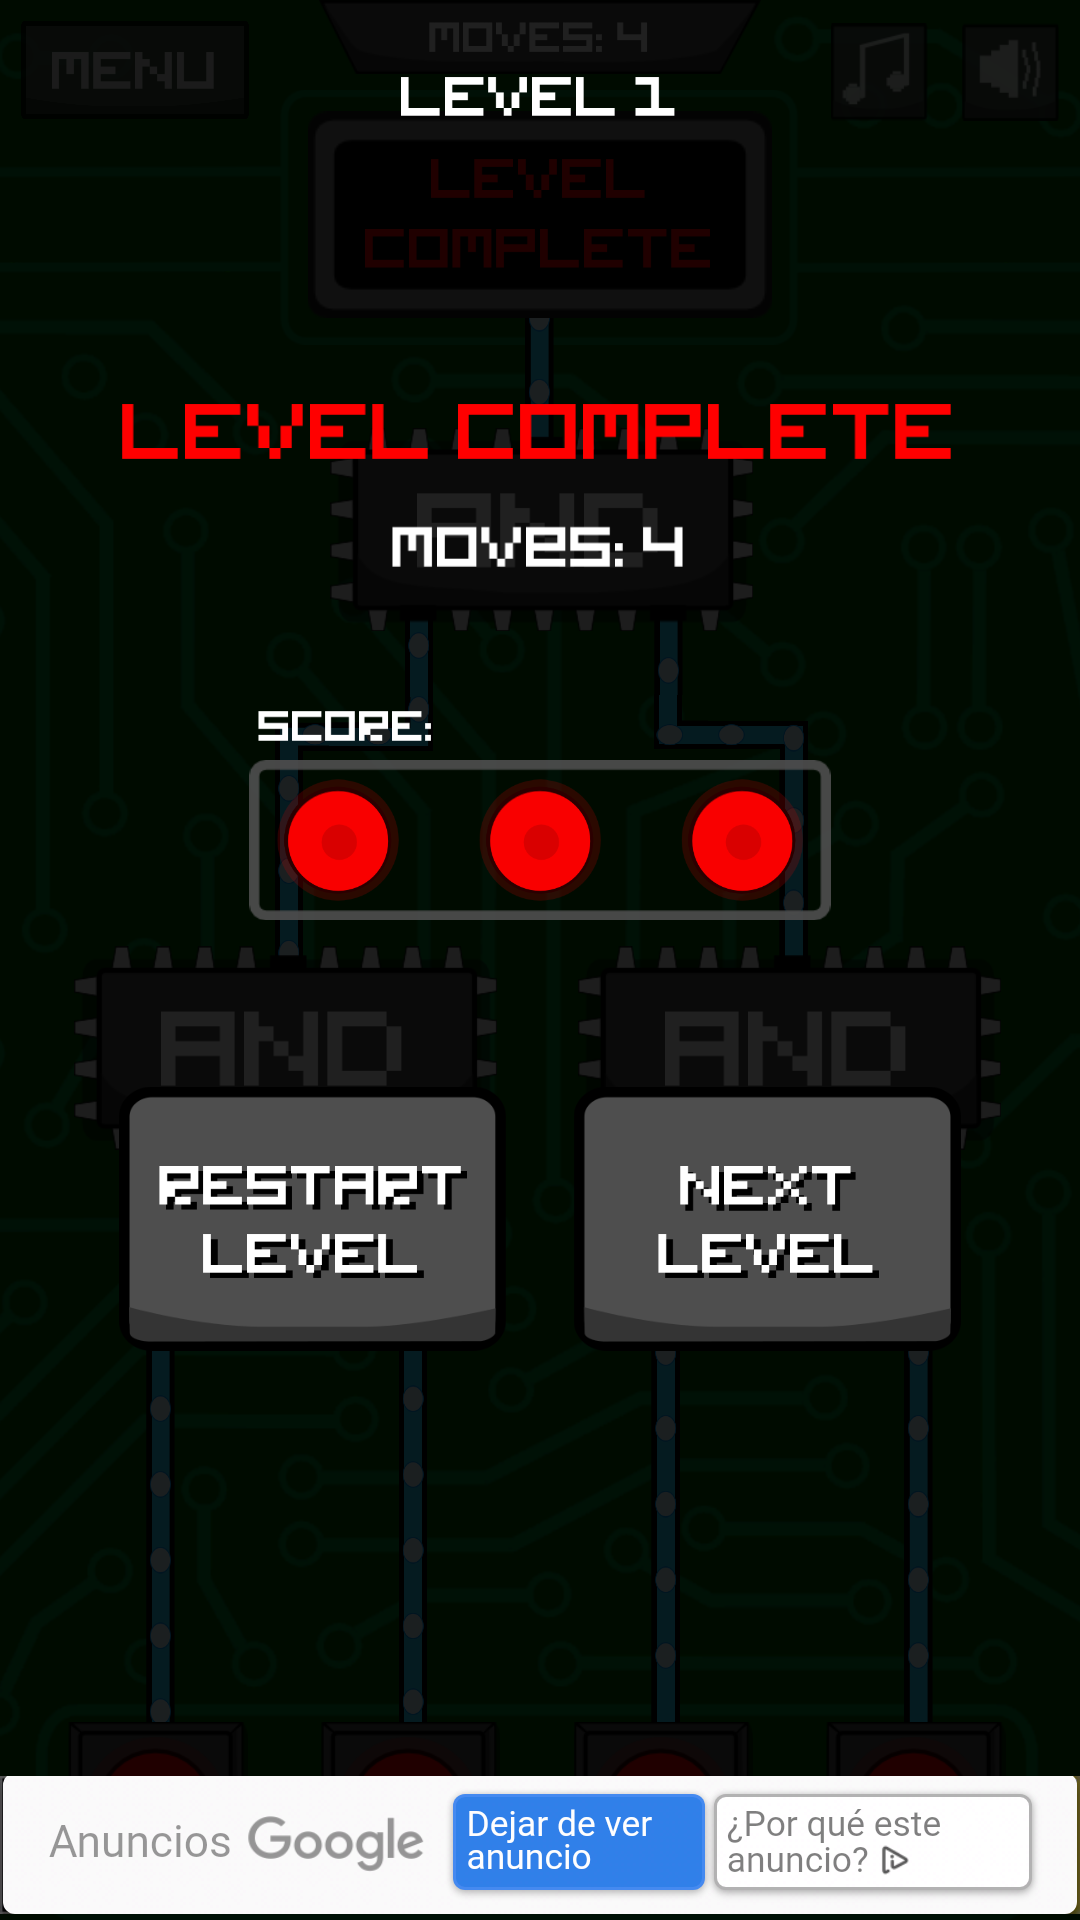 MOVES: 4
MENU
LEVEL 1
LEVEL
COMPLETE
LEVEL COMPLETE
AND
MOVES: 4
SCORE:
AND AND
RESTART
LEVEL
NEXT
LEVEL
Anuncios Google
Dejar de ver
anuncio
¿Por qué este
anuncio?